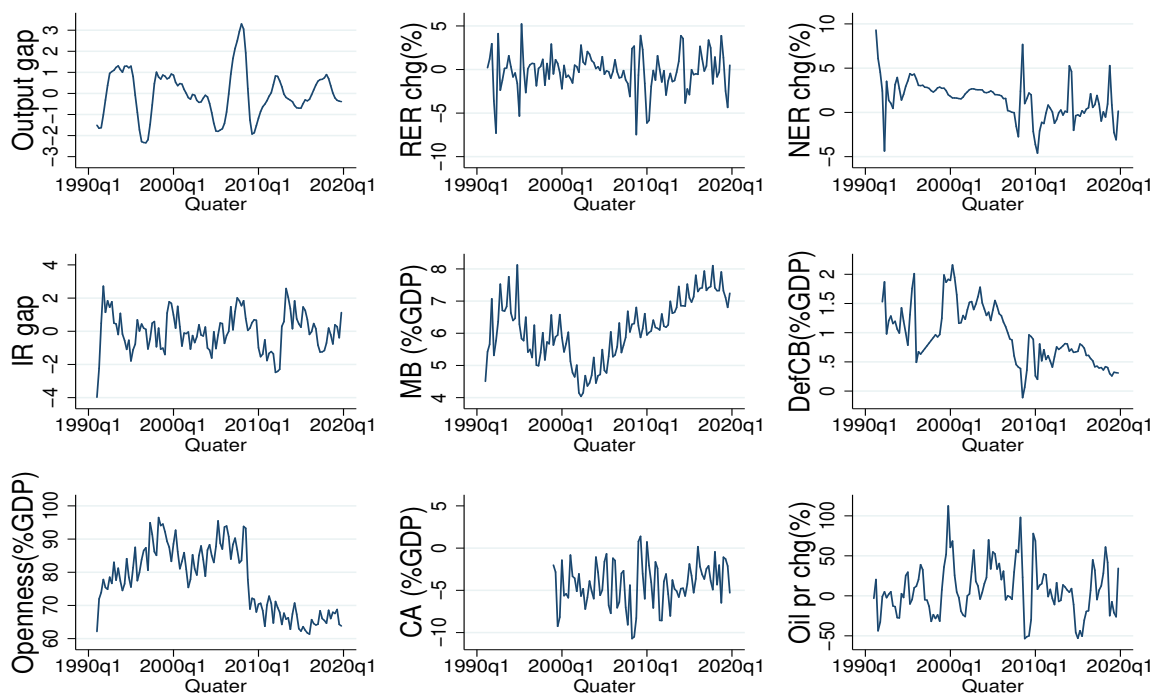 Output gap
3
2
1
0
−1
−2
−3
1990q1 2000q1 2010q1 2020q1
Quater
RER chg(%)
5
0
−5
−10
1990q1 2000q1 2010q1 2020q1
Quater
NER chg(%)
10
5
0
−5
1990q1 2000q1 2010q1 2020q1
Quater
IR gap
4
2
0
−2
−4
1990q1 2000q1 2010q1 2020q1
Quater
MB (%GDP)
8
7
6
5
4
1990q1 2000q1 2010q1 2020q1
Quater
DefCB(%GDP)
2
1.5
1
.5
0
1990q1 2000q1 2010q1 2020q1
Quater
Openness(%GDP)
100
90
80
70
60
1990q1 2000q1 2010q1 2020q1
Quater
CA (%GDP)
5
0
−5
−10
1990q1 2000q1 2010q1 2020q1
Quater
Oil pr chg(%)
100
50
0
−50
1990q1 2000q1 2010q1 2020q1
Quater